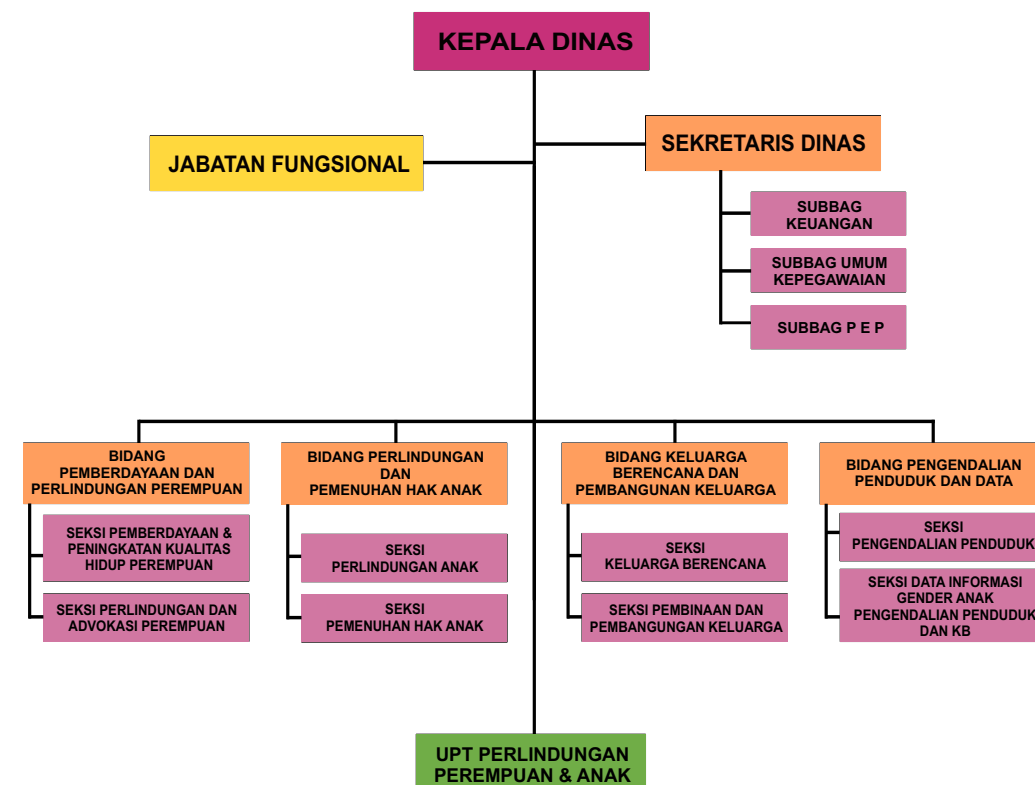 KEPALA DINAS
JABATAN FUNGSIONAL
SEKRETARIS DINAS
SUBBAG
KEUANGAN
SUBBAG UMUM
KEPEGAWAIAN
SUBBAG P E P
BIDANG
PEMBERDAYAAN DAN
PERLINDUNGAN PEREMPUAN
SEKSI PEMBERDAYAAN &
PENINGKATAN KUALITAS
HIDUP PEREMPUAN
SEKSI PERLINDUNGAN DAN
ADVOKASI PEREMPUAN
BIDANG PERLINDUNGAN
DAN
PEMENUHAN HAK ANAK
SEKSI
PERLINDUNGAN ANAK
SEKSI
PEMENUHAN HAK ANAK
BIDANG KELUARGA
BERENCANA DAN
PEMBANGUNAN KELUARGA
SEKSI
KELUARGA BERENCANA
SEKSI PEMBINAAN DAN
PEMBANGUNGAN KELUARGA
BIDANG PENGENDALIAN
PENDUDUK DAN DATA
SEKSI
PENGENDALIAN PENDUDUK
SEKSI DATA INFORMASI
GENDER ANAK
PENGENDALIAN PENDUDUK
DAN KB
UPT PERLINDUNGAN
PEREMPUAN & ANAK